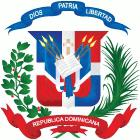 DIOS PATRIA LIBERTAD
REPUBLICA DOMINICANA